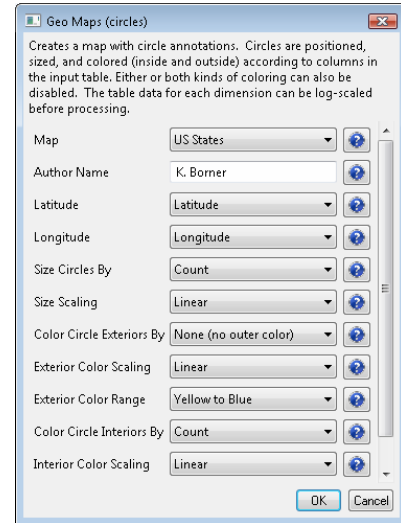 Geo Maps (circles)
Creates a map with circle annotations. Circles are positioned,
sized, and colored (inside and outside) according to columns in
the input table. Either or both kinds of coloring can also be
disabled. The table data for each dimension can be log-scaled
before processing.
Map US States
Author Name K. Borner
Latitude Latitude
Longitude Longitude
Size Circles By Count
Size Scaling Linear
Color Circle Exteriors By None (no outer color)
Exterior Color Scaling Linear
Exterior Color Range Yellow to Blue
Color Circle Interiors By Count
Interior Color Scaling Linear
OK Cancel